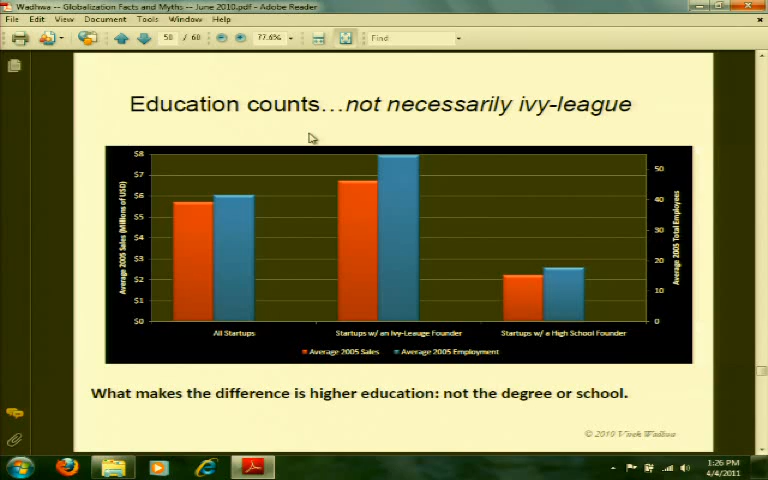 Wadhwa -- Globalization Facts and Myths -- June 2010.pdf - Adobe Reader
File Edit View Document Tools Window Help
50 / 60 77.6% Find
Education counts…not necessarily ivy-league
$8
$7
$6
$5
$4
$3
$2
$1
$0
Average 2005 Sales (Millions of USD)
50
40
30
20
10
0
Average 2005 Total Employees
All Startups Startups w/ an Ivy-Leauge Founder Startups w/ a High School Founder
Average 2005 Sales Average 2005 Employment
What makes the difference is higher education: not the degree or school.
© 2010 Vivek Wadhwa
1:26 PM
4/4/2011